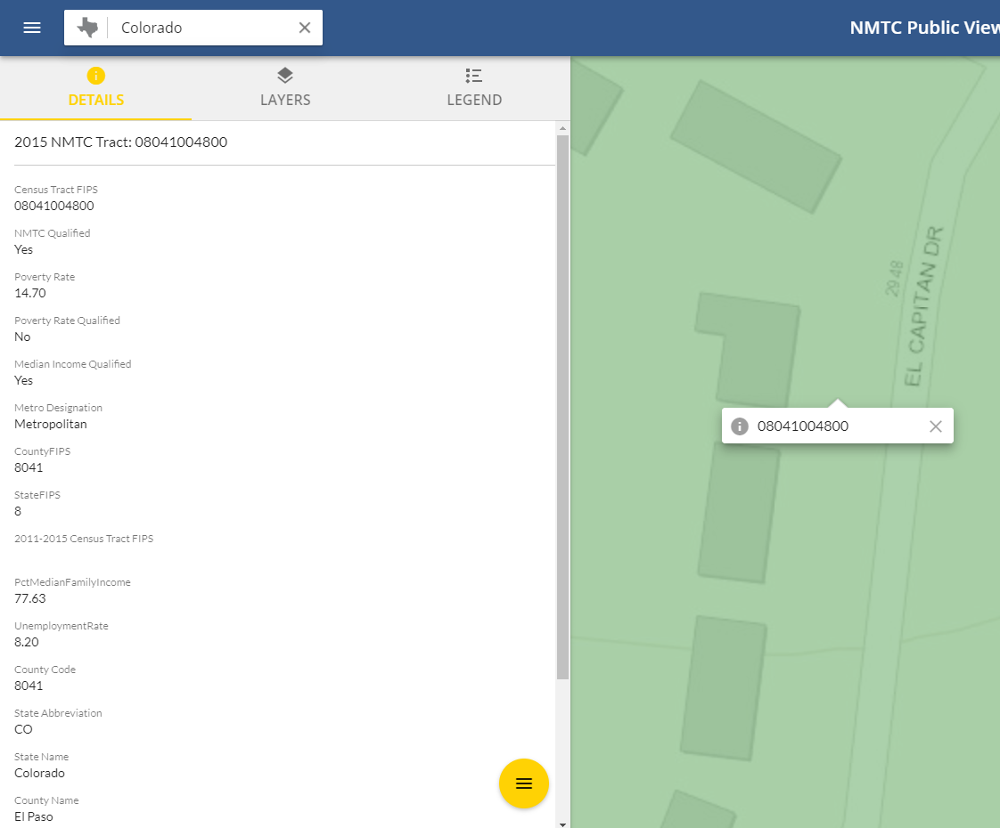 Colorado
NMTC Public View
DETAILS
LAYERS
LEGEND
2015 NMTC Tract: 08041004800
Census Tract FIPS
08041004800
NMTC Qualified
Yes
Poverty Rate
14.70
Poverty Rate Qualified
No
Median Income Qualified
Yes
Metro Designation
Metropolitan
CountyFIPS
8041
StateFIPS
8
2011-2015 Census Tract FIPS
PctMedianFamilyIncome
77.63
UnemploymentRate
8.20
County Code
8041
State Abbreviation
CO
State Name
Colorado
County Name
El Paso
2948
EL CAPITAN DR
08041004800